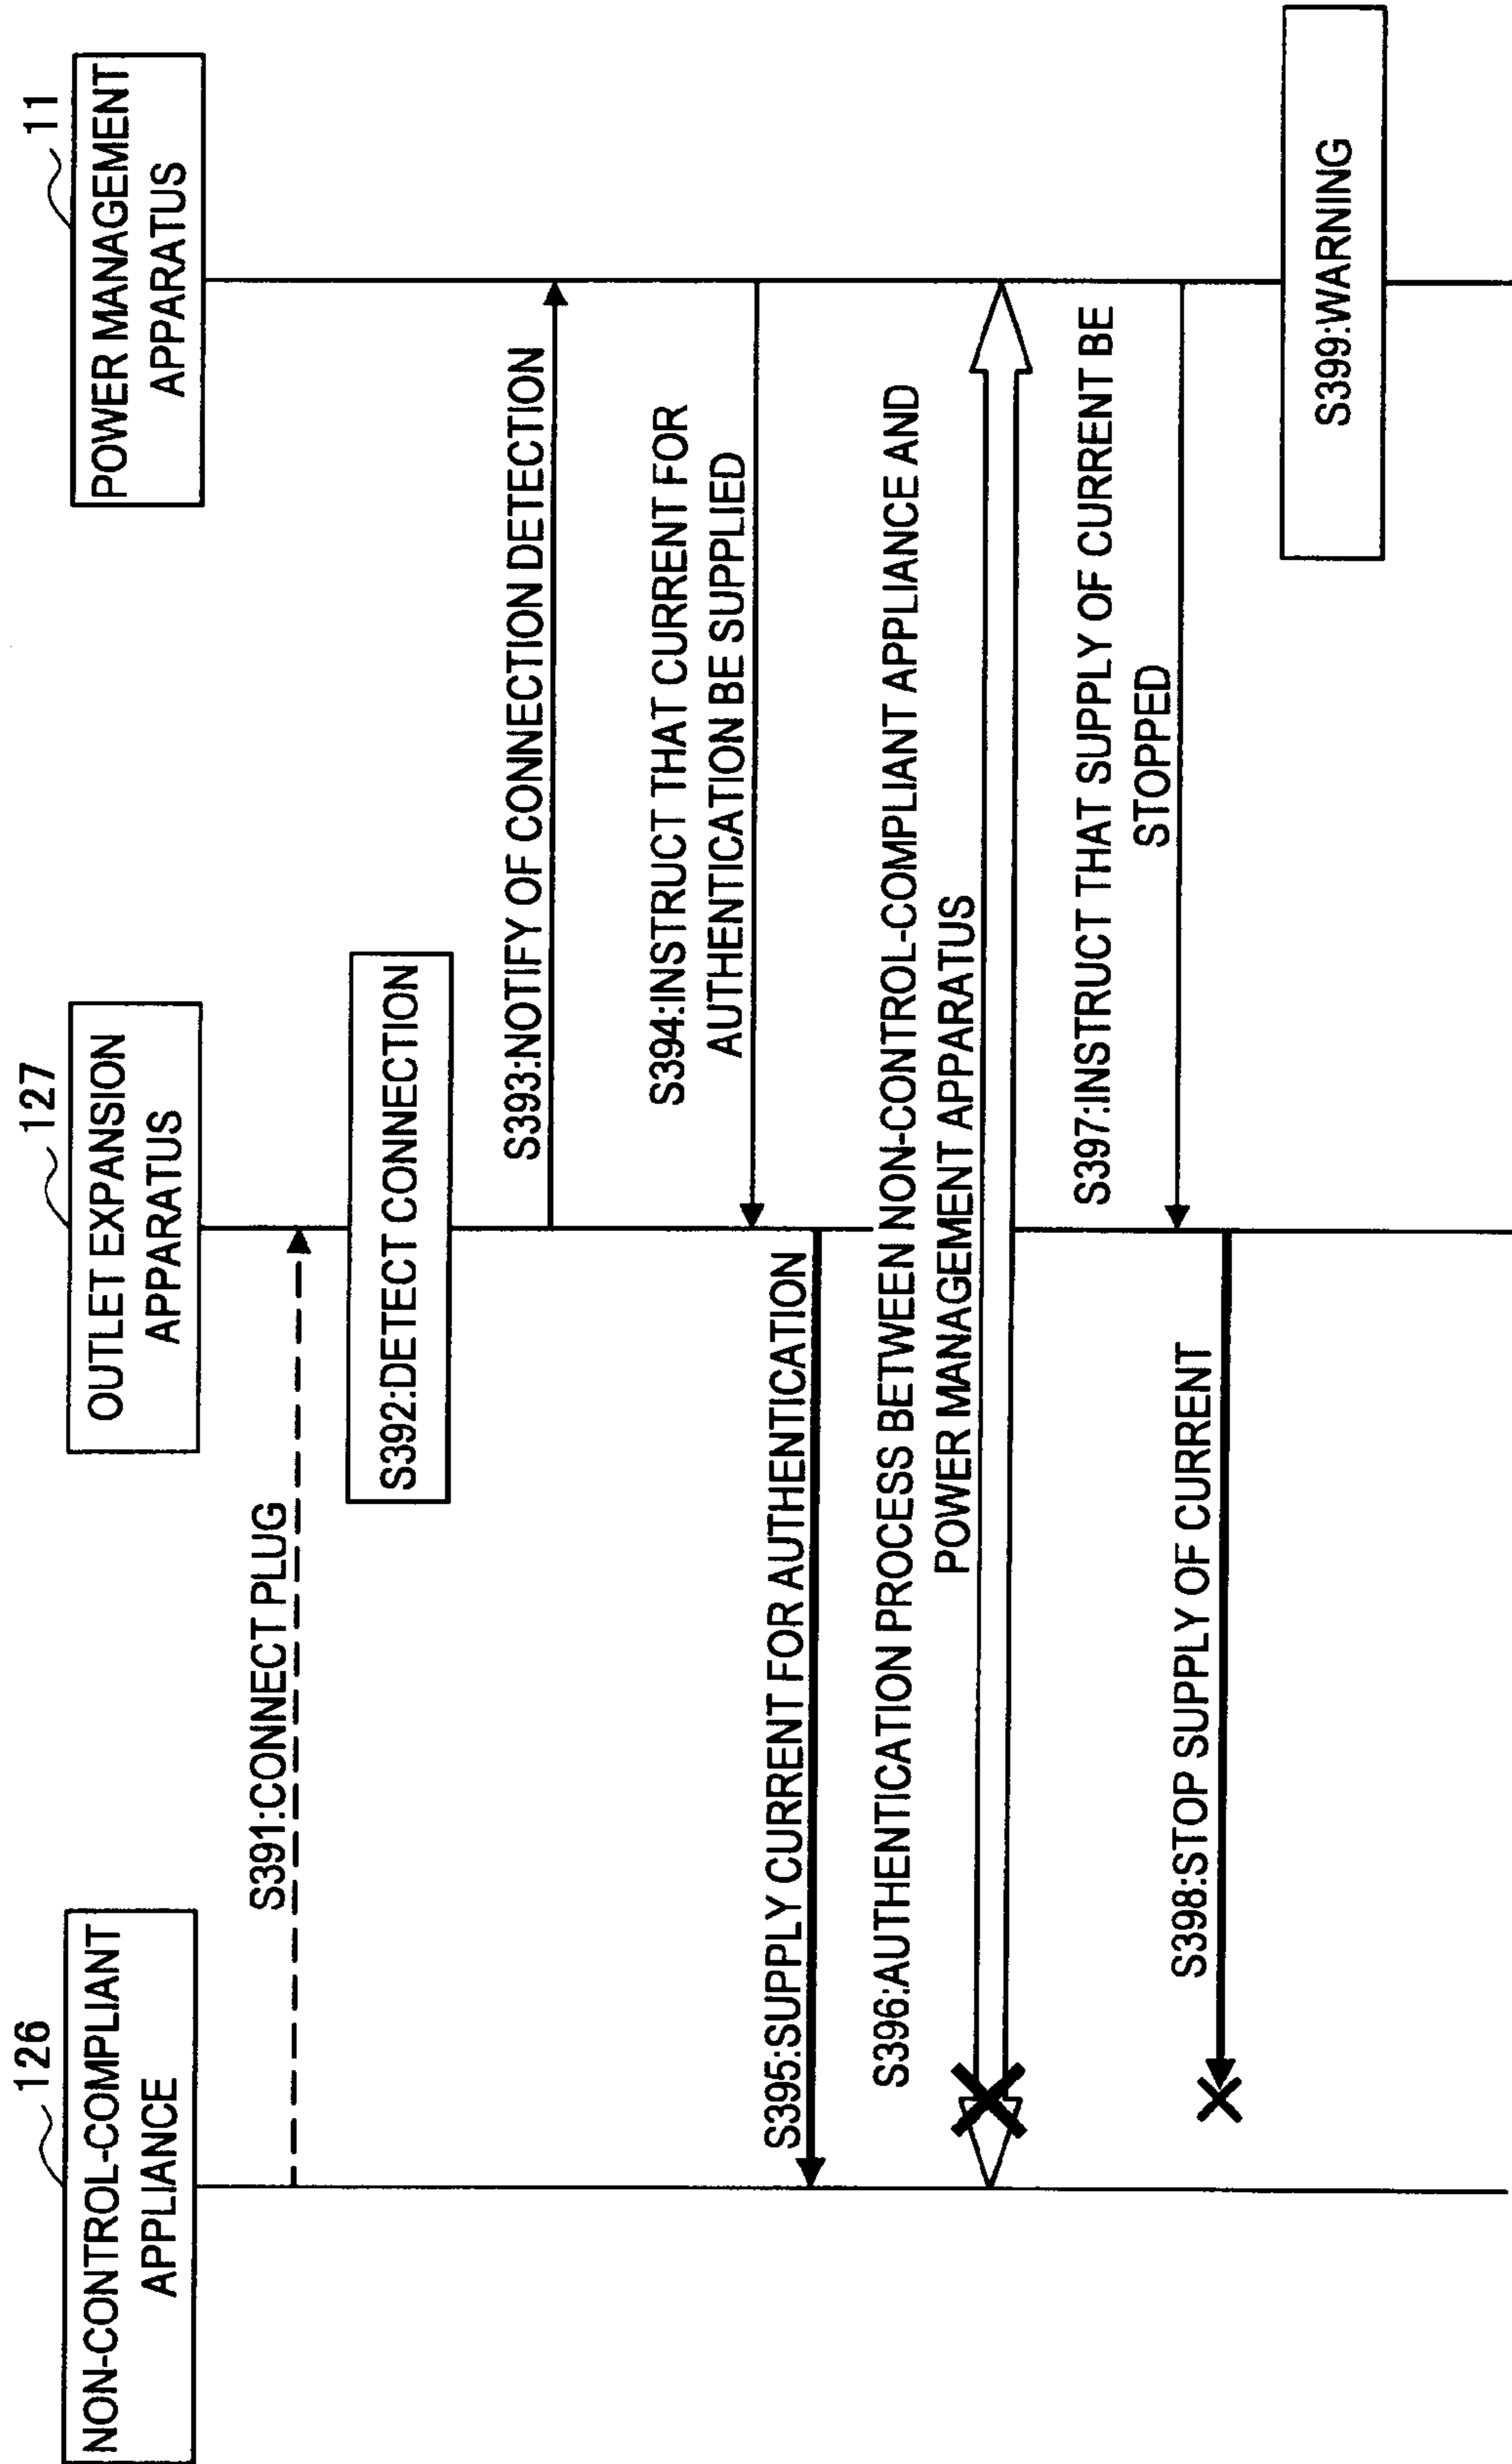 126
NON-CONTROL-COMPLIANT
APPLIANCE
127
OUTLET EXPANSION
APPARATUS
11
POWER MANAGEMENT
APPARATUS
S391:CONNECT PLUG
S392:DETECT CONNECTION
S393:NOTIFY OF CONNECTION DETECTION
S394:INSTRUCT THAT CURRENT FOR
AUTHENTICATION BE SUPPLIED
S395:SUPPLY CURRENT FOR AUTHENTICATION
S396:AUTHENTICATION PROCESS BETWEEN NON-CONTROL-COMPLIANT APPLIANCE AND
POWER MANAGEMENT APPARATUS
S397:INSTRUCT THAT SUPPLY OF CURRENT BE
STOPPED
S398:STOP SUPPLY OF CURRENT
S399:WARNING